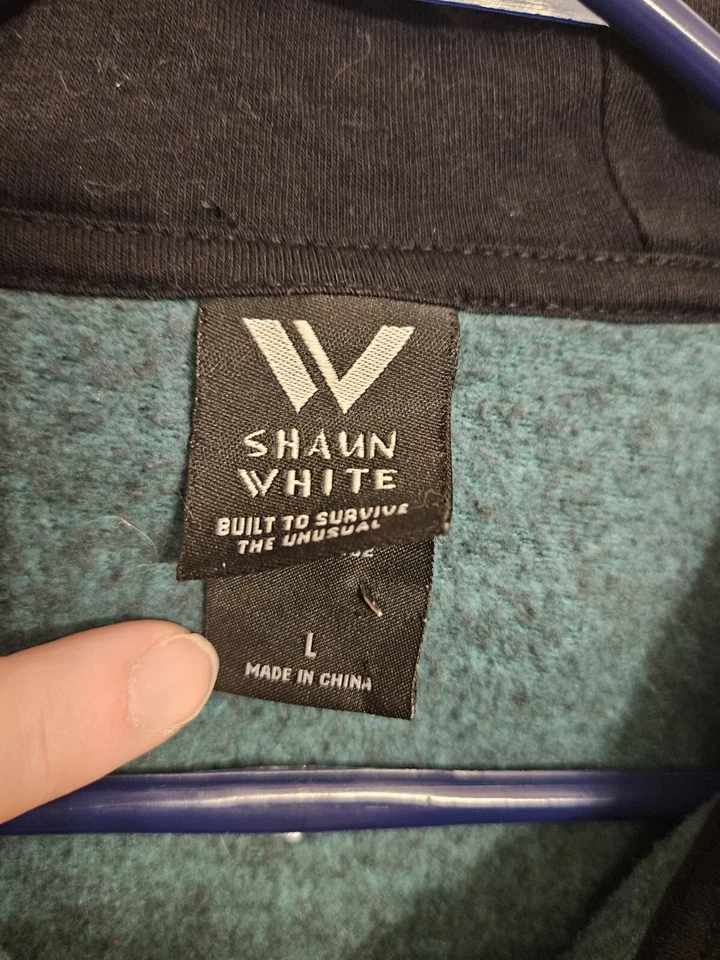 SHAUN
WHITE
BUILT TO SURVIVE
THE UNUSUAL
L
MADE IN CHINA